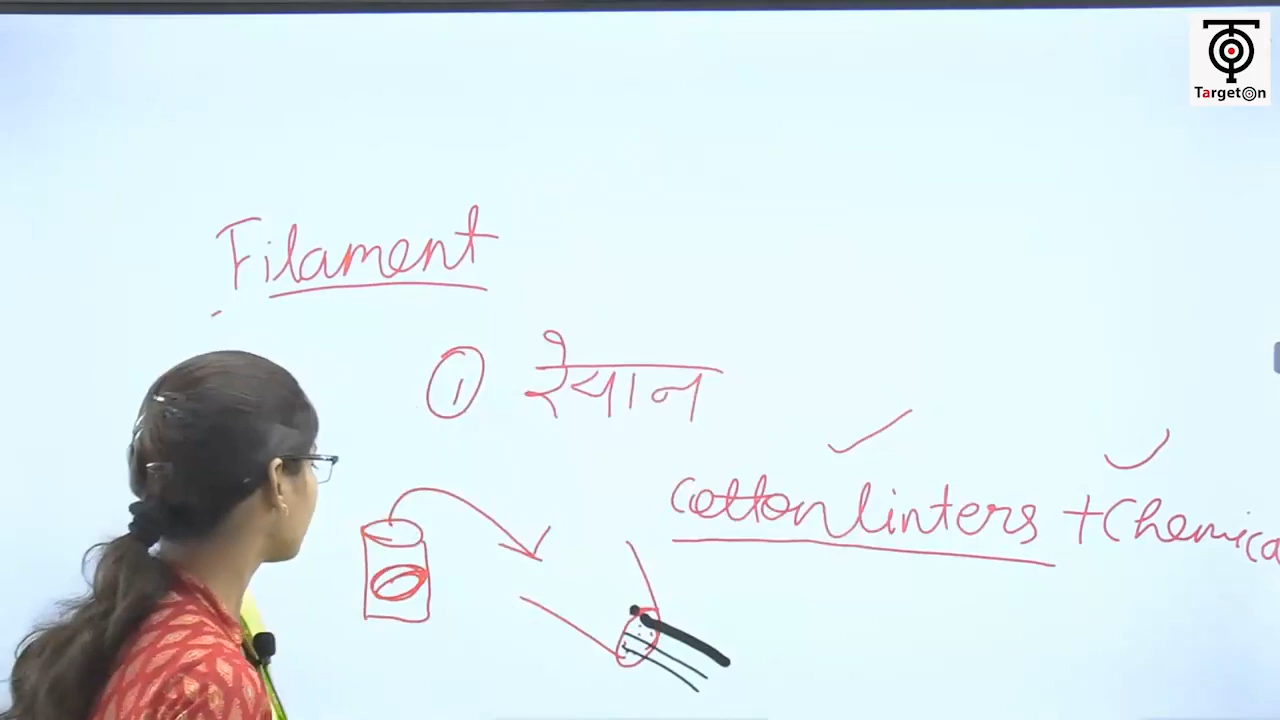 TargetOn
Filament
① रेयान
cotton linters + Chemica